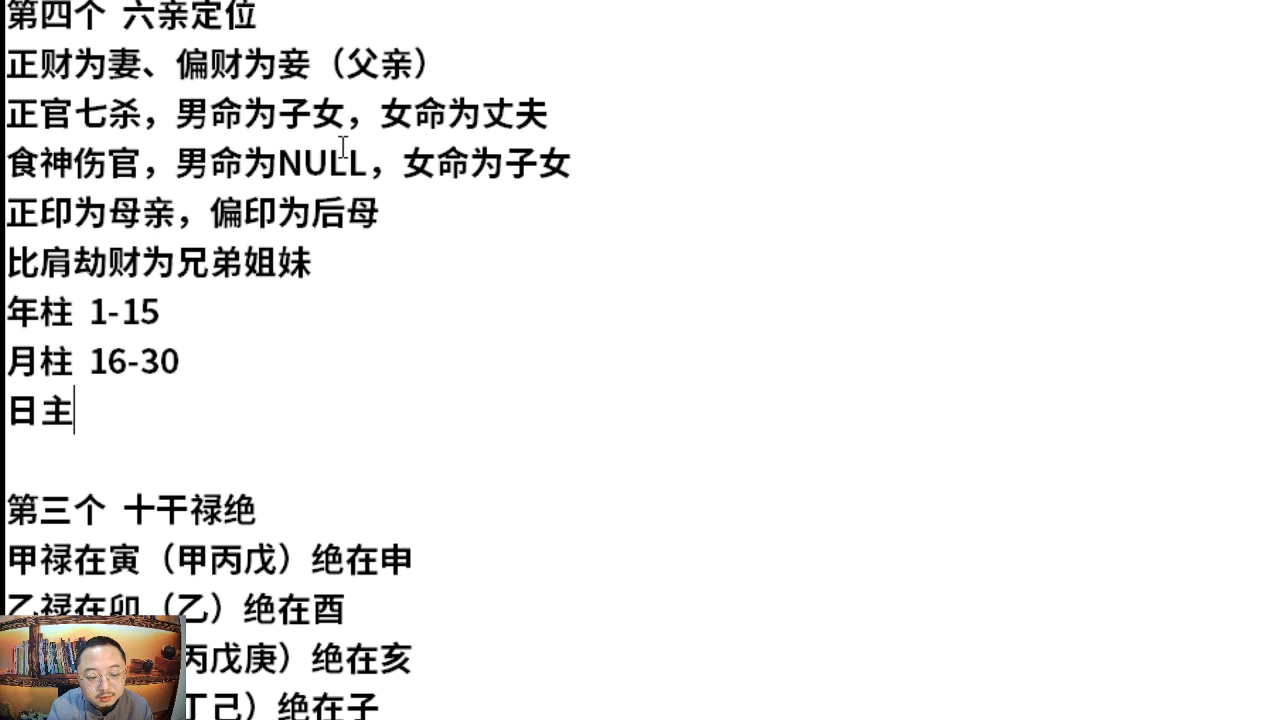 第四个 六亲定位
正财为妻、偏财为妾（父亲）
正官七杀，男命为子女，女命为丈夫
食神伤官，男命为NULL，女命为子女
正印为母亲，偏印为后母
比肩劫财为兄弟姐妹
年柱 1-15
月柱 16-30
日主
第三个 十干禄绝
甲禄在寅（甲丙戊）绝在申
乙禄在卯（乙）绝在酉
丙戊庚）绝在亥
丁己）绝在子